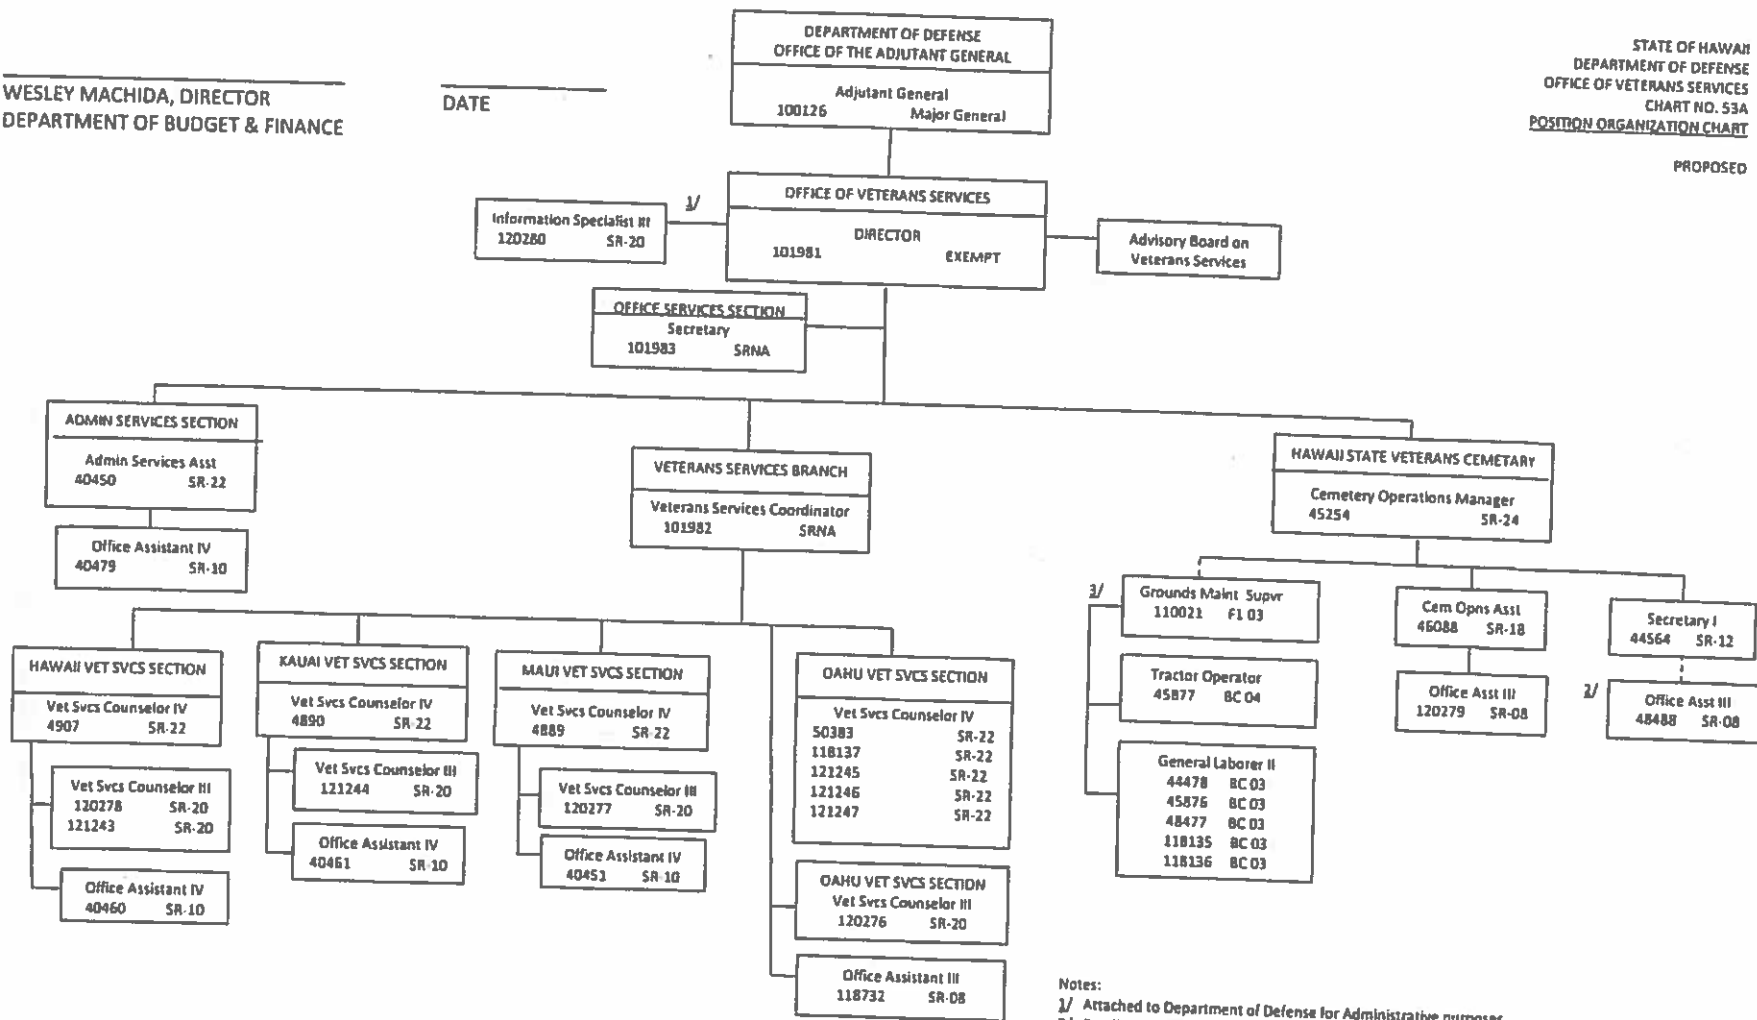 DEPARTMENT OF DEFENSE
OFFICE OF THE ADJUTANT GENERAL
Adjutant General
100126 Major General
WESLEY MACHIDA, DIRECTOR
DEPARTMENT OF BUDGET & FINANCE
DATE
STATE OF HAWAII
DEPARTMENT OF DEFENSE
OFFICE OF VETERANS SERVICES
CHART NO. 53A
POSITION ORGANIZATION CHART
PROPOSED
1/
Information Specialist III
120280 SR-20
OFFICE OF VETERANS SERVICES
DIRECTOR
101981 EXEMPT
Advisory Board on
Veterans Services
OFFICE SERVICES SECTION
Secretary
101983 SRNA
ADMIN SERVICES SECTION
Admin Services Asst
40450 SR-22
Office Assistant IV
40479 SR-10
VETERANS SERVICES BRANCH
Veterans Services Coordinator
101982 SRNA
HAWAII STATE VETERANS CEMETARY
Cemetery Operations Manager
45254 SR-24
HAWAII VET SVCS SECTION
Vet Svcs Counselor IV
4907 SR-22
Vet Svcs Counselor III
120278 SR-20
121243 SR-20
Office Assistant IV
40460 SR-10
KAUAI VET SVCS SECTION
Vet Svcs Counselor IV
4890 SR-22
Vet Svcs Counselor III
121244 SR-20
Office Assistant IV
40461 SR-10
MAUI VET SVCS SECTION
Vet Svcs Counselor IV
4889 SR-22
Vet Svcs Counselor III
120277 SR-20
Office Assistant IV
40451 SR-10
OAHU VET SVCS SECTION
Vet Svcs Counselor IV
50383 SR-22
118137 SR-22
121245 SR-22
121246 SR-22
121247 SR-22
OAHU VET SVCS SECTION
Vet Svcs Counselor III
120276 SR-20
Office Assistant III
118732 SR-08
3/
Grounds Maint Supvr
110021 F1 03
Tractor Operator
45877 BC 04
General Laborer II
44478 BC 03
45876 BC 03
48477 BC 03
118135 BC 03
118136 BC 03
Cem Opns Asst
46088 SR-18
Office Asst III
120279 SR-08
Secretary I
44564 SR-12
2/
Office Asst III
48488 SR-08
Notes:
1/ Attached to Department of Defense for Administrative purposes